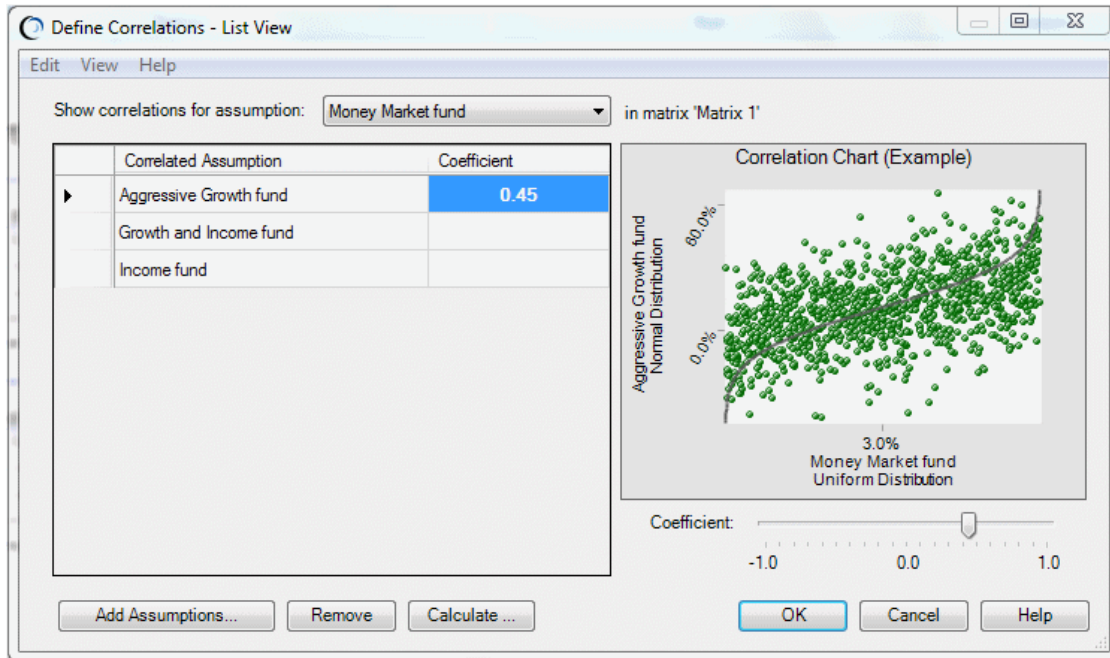 Define Correlations - List View
Edit View Help
Show correlations for assumption: Money Market fund in matrix 'Matrix 1'
Correlated Assumption Coefficient
Aggressive Growth fund 0.45
Growth and Income fund
Income fund
Correlation Chart (Example)
Aggressive Growth fund
Normal Distribution
60.0%
0.0%
3.0%
Money Market fund
Uniform Distribution
Coefficient:
-1.0 0.0 1.0
Add Assumptions... Remove Calculate ... OK Cancel Help